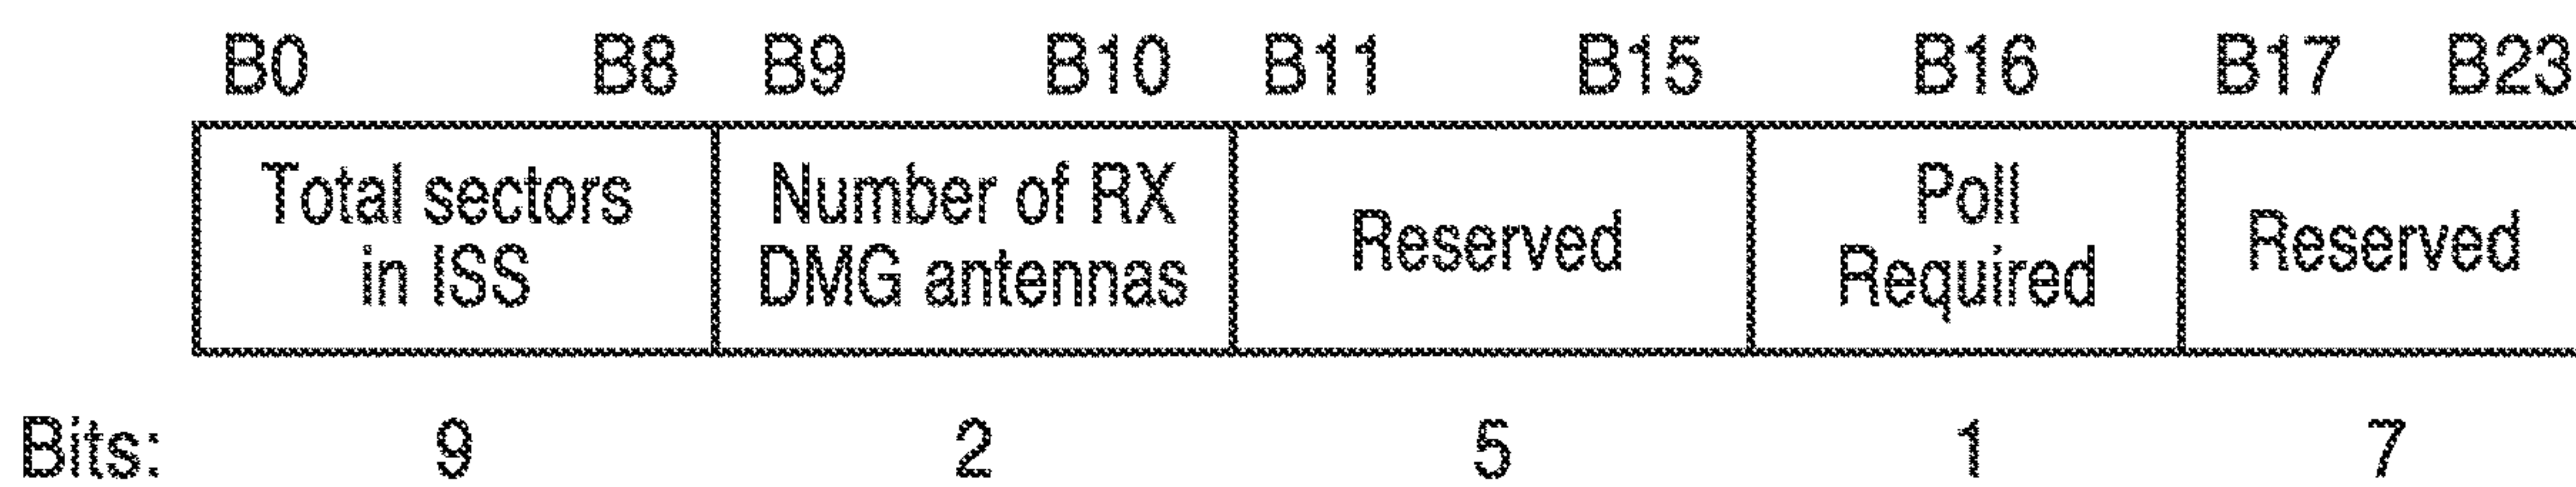 B0 B8 B9 B10 B11 B15 B16 B17 B23
Total sectors
in ISS
Number of RX
DMG antennas
Reserved
Poll
Required
Reserved
Bits: 9 2 5 1 7